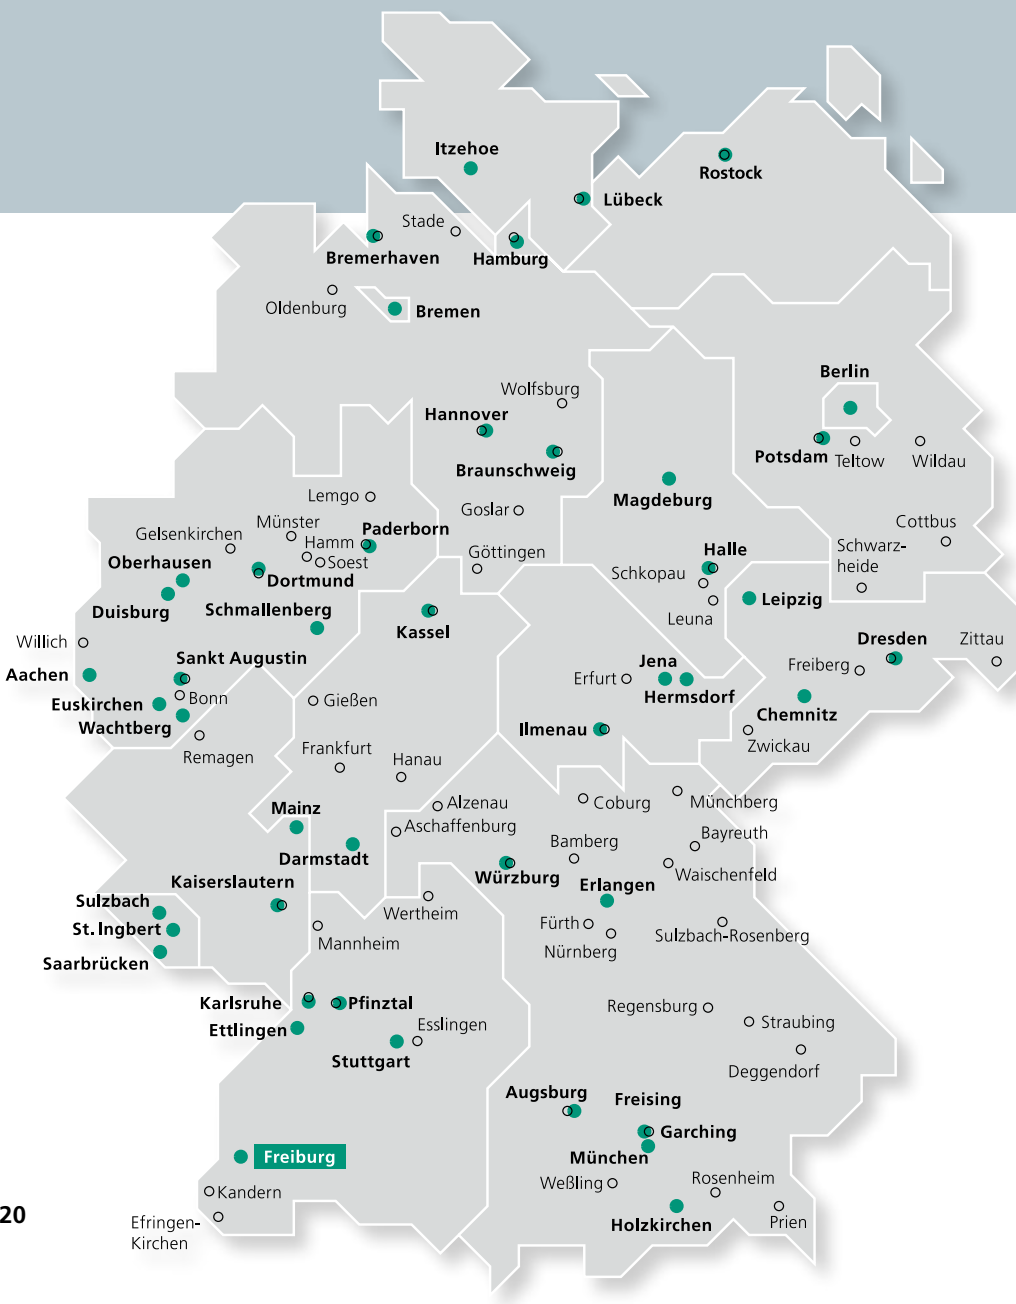 Itzehoe
Rostock
Lübeck
Stade
Bremerhaven
Hamburg
Oldenburg
Bremen
Berlin
Wolfsburg
Hannover
Braunschweig
Potsdam
Teltow
Wildau
Magdeburg
Lemgo
Goslar
Münster
Paderborn
Gelsenkirchen
Hamm
Soest
Göttingen
Cottbus
Schwarz-
heide
Halle
Oberhausen
Dortmund
Schkopau
Duisburg
Schmallenberg
Leuna
Leipzig
Kassel
Willich
Dresden
Zittau
Sankt Augustin
Aachen
Jena
Erfurt
Freiberg
Hermsdorf
Bonn
Euskirchen
Gießen
Wachtberg
Chemnitz
Ilmenau
Remagen
Frankfurt
Zwickau
Hanau
Mainz
Alzenau
Coburg
Münchberg
Aschaffenburg
Bayreuth
Bamberg
Darmstadt
Waischenfeld
Kaiserslautern
Würzburg
Erlangen
Sulzbach
Wertheim
St. Ingbert
Fürth
Mannheim
Nürnberg
Sulzbach-Rosenberg
Saarbrücken
Karlsruhe
Pfinztal
Regensburg
Esslingen
Straubing
Ettlingen
Stuttgart
Deggendorf
Augsburg
Freising
Garching
Freiburg
München
Weßling
Rosenheim
Kandern
20
Efringen-
Kirchen
Holzkirchen
Prien